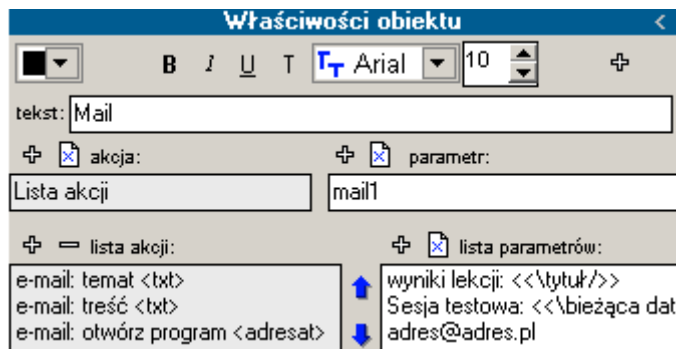 Właściwości obiektu <
B I U T Arial 10
tekst: Mail
akcja: parametr:
Lista akcji mail1
lista akcji: lista parametrów:
e-mail: temat <txt> wyniki lekcji: <<\tytuł/>>
e-mail: treść <txt> Sesja testowa: <<\bieżąca dat
e-mail: otwórz program <adresat> adres@adres.pl